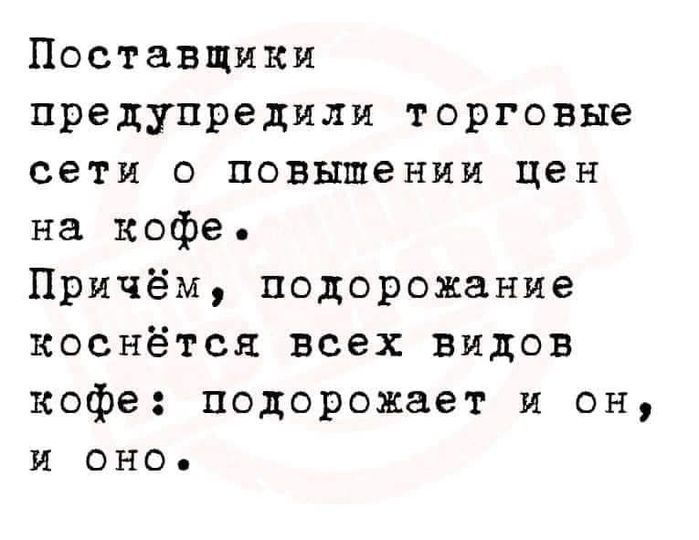 Поставщики
предупредили торговые
сети о повышении цен
на кофе.
Причём, подорожание
коснётся всех видов
кофе: подорожает и он,
и оно.